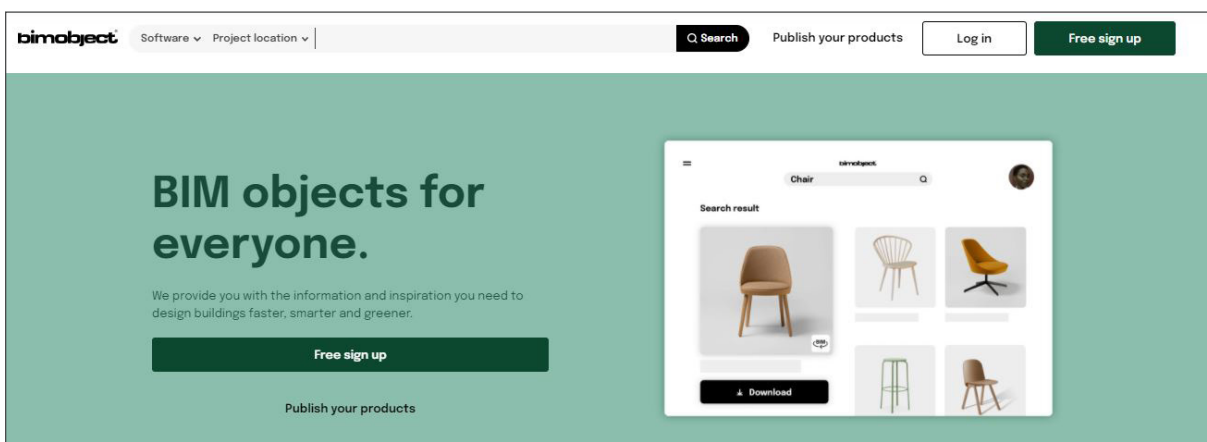 bimobject
Software Project location Search Publish your products Log in Free sign up
BIM objects for
everyone.
We provide you with the information and inspiration you need to
design buildings faster, smarter and greener.
Free sign up
Publish your products
bimobject
Chair
Search result
BIM
Download